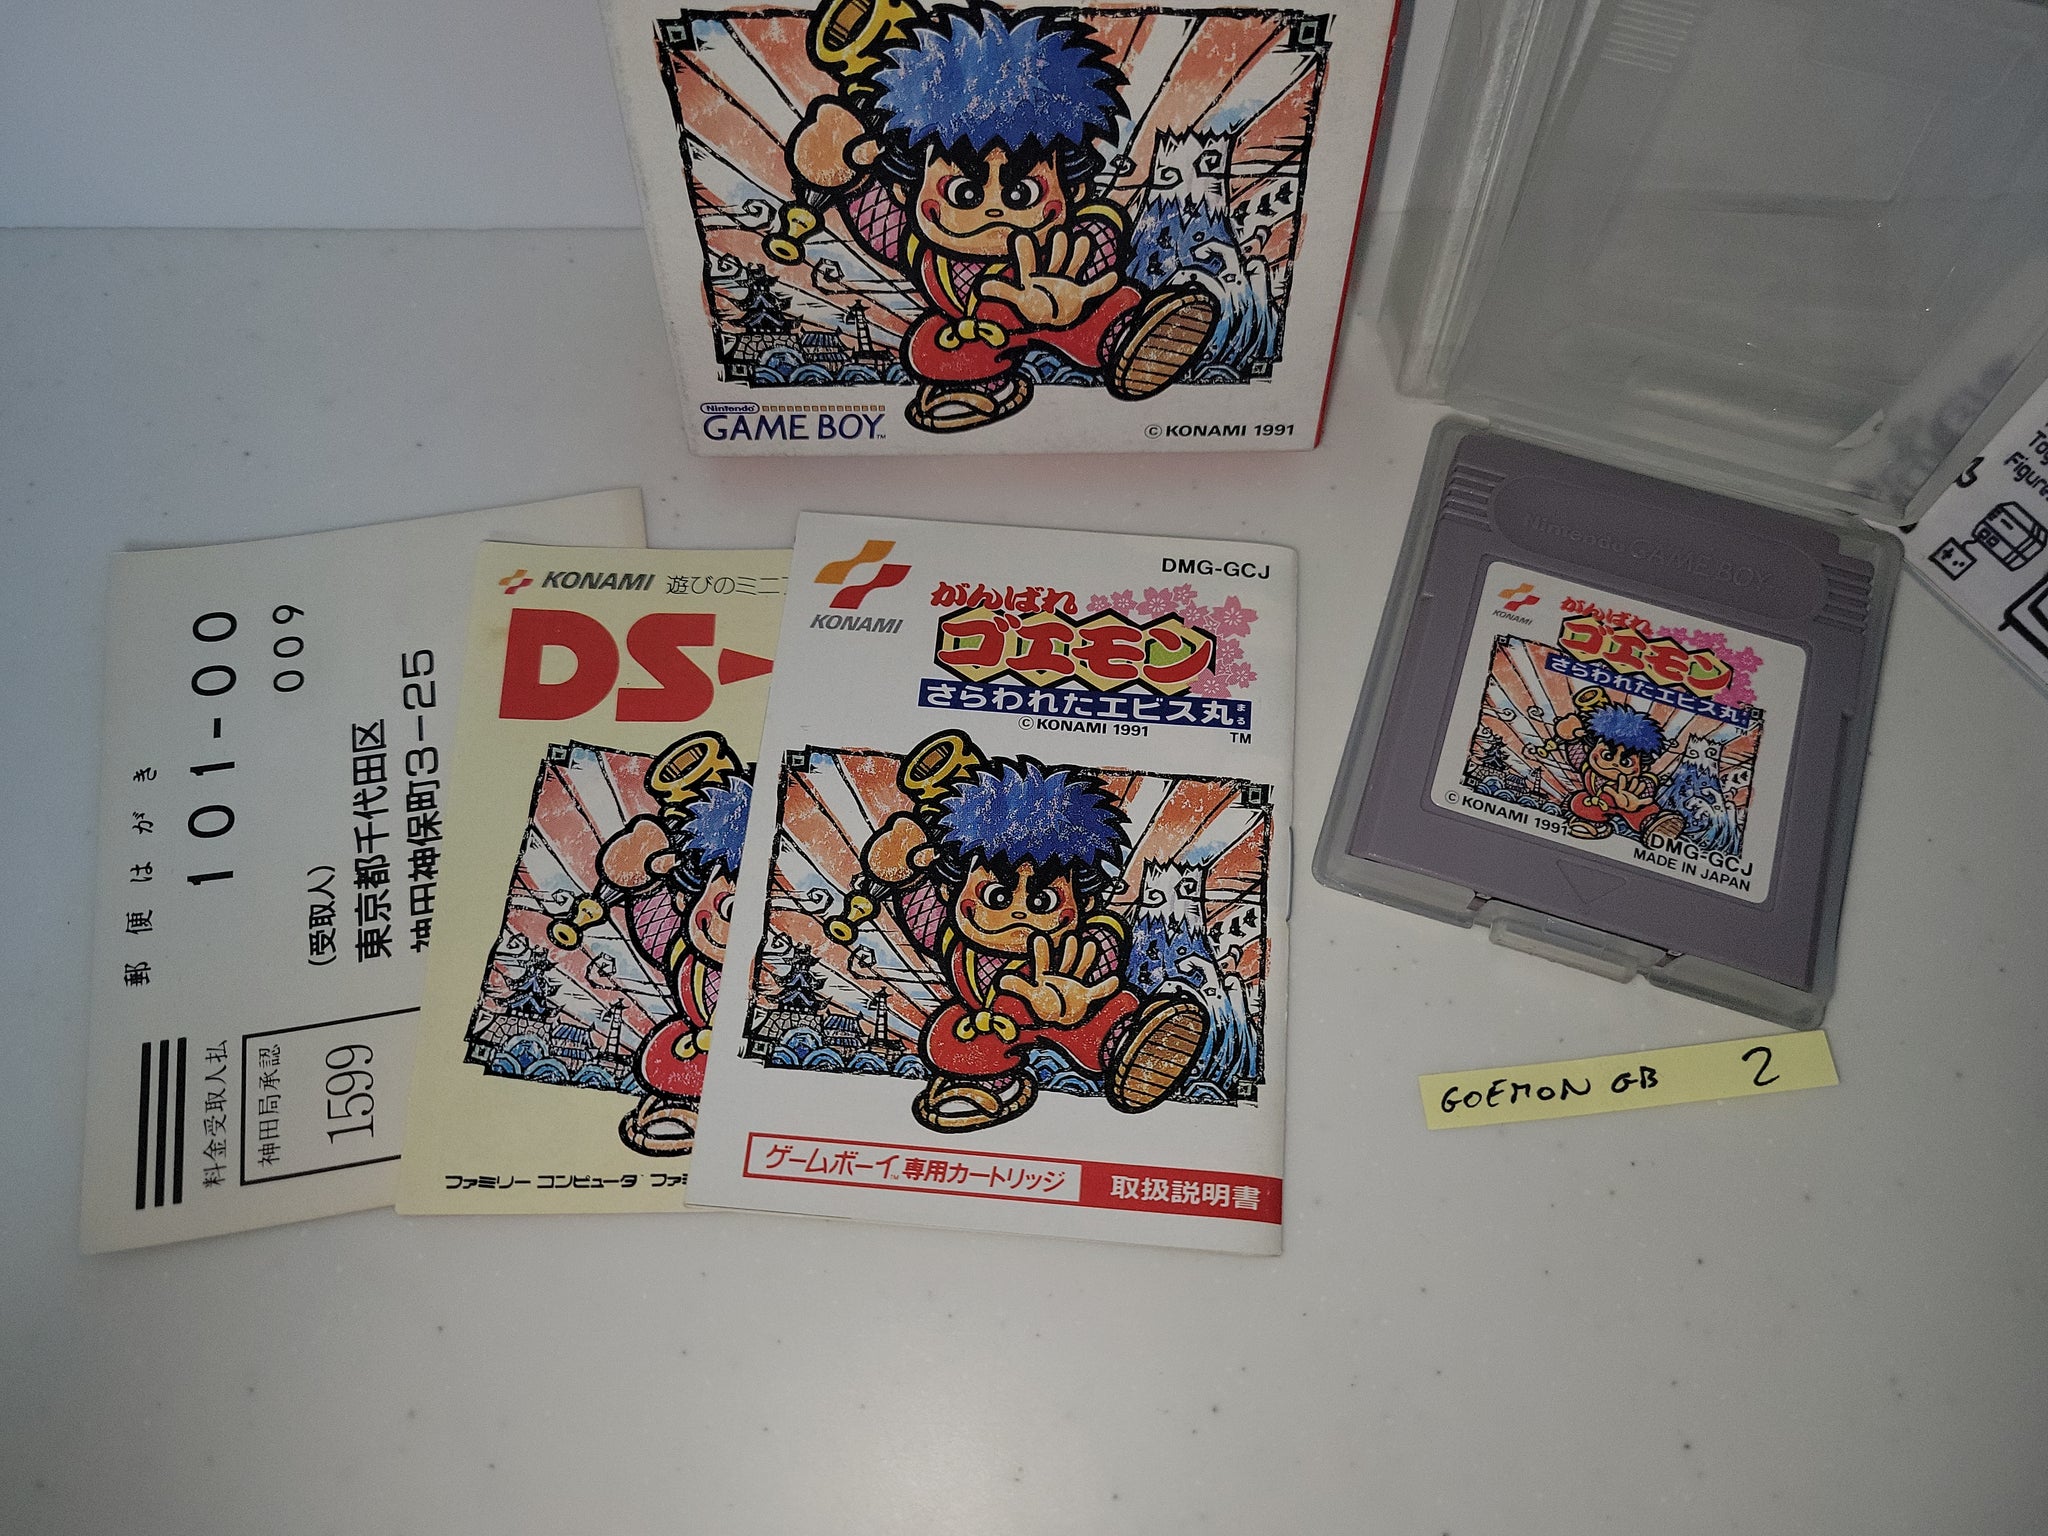 Nintendo
GAME BOY™
© KONAMI 1991
郵便はがき
101-00
009
(受取人)
東京都千代田区
神田神保町3-25
料金受取人払
神田局承認
1599
KONAMI 遊びのミニ
DS-
ファミリー コンピュータ ファミ
KONAMI
DMG-GCJ
がんばれ
ゴエモン
さらわれたエビス丸
まる
© KONAMI 1991
TM
ゲームボーイ™専用カートリッジ
取扱説明書
Nintendo GAME BOY
KONAMI
がんばれ
ゴエモン
さらわれたエビス丸
TM
© KONAMI 1991
DMG-GCJ
MADE IN JAPAN
GOEMON GB 2